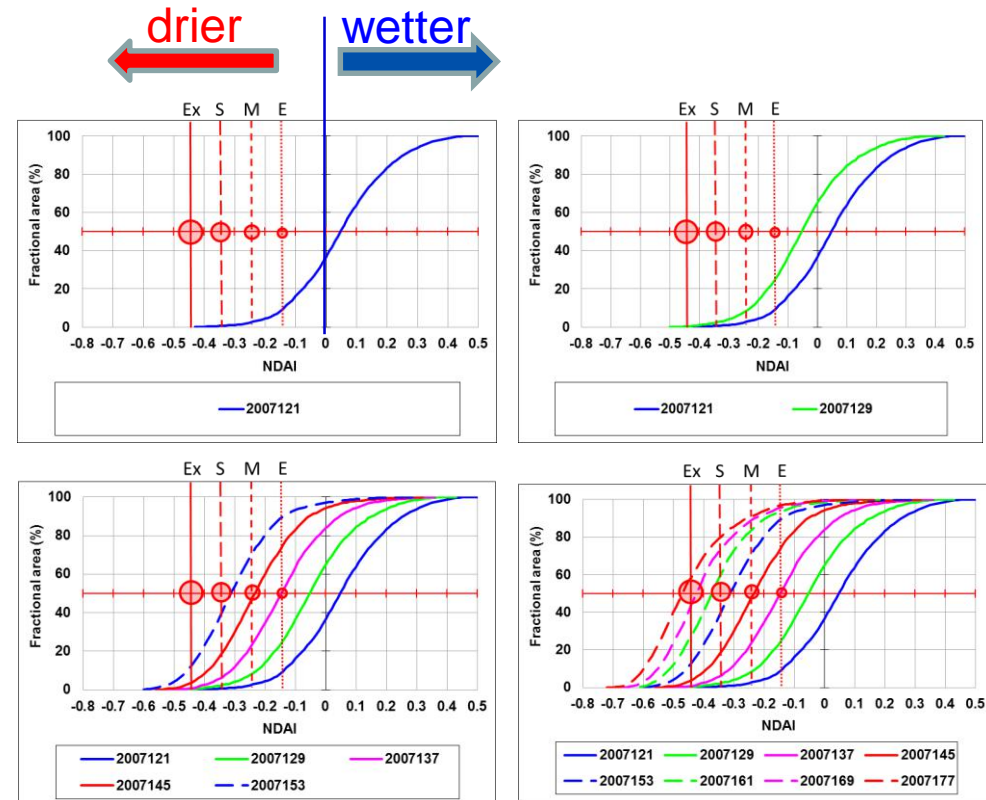 drier wetter
Ex S M E
100
80
60
40
20
0
Fractional area (%)
-0.8 -0.7 -0.6 -0.5 -0.4 -0.3 -0.2 -0.1 0 0.1 0.2 0.3 0.4 0.5
NDAI
2007121
Ex S M E
100
80
60
40
20
0
Fractional area (%)
-0.8 -0.7 -0.6 -0.5 -0.4 -0.3 -0.2 -0.1 0 0.1 0.2 0.3 0.4 0.5
NDAI
2007121 2007129
Ex S M E
100
80
60
40
20
0
Fractional area (%)
-0.8 -0.7 -0.6 -0.5 -0.4 -0.3 -0.2 -0.1 0 0.1 0.2 0.3 0.4 0.5
NDAI
2007121 2007129 2007137
2007145 2007153
Ex S M E
100
80
60
40
20
0
Fractional area (%)
-0.8 -0.7 -0.6 -0.5 -0.4 -0.3 -0.2 -0.1 0 0.1 0.2 0.3 0.4 0.5
NDAI
2007121 2007129 2007137 2007145
2007153 2007161 2007169 2007177